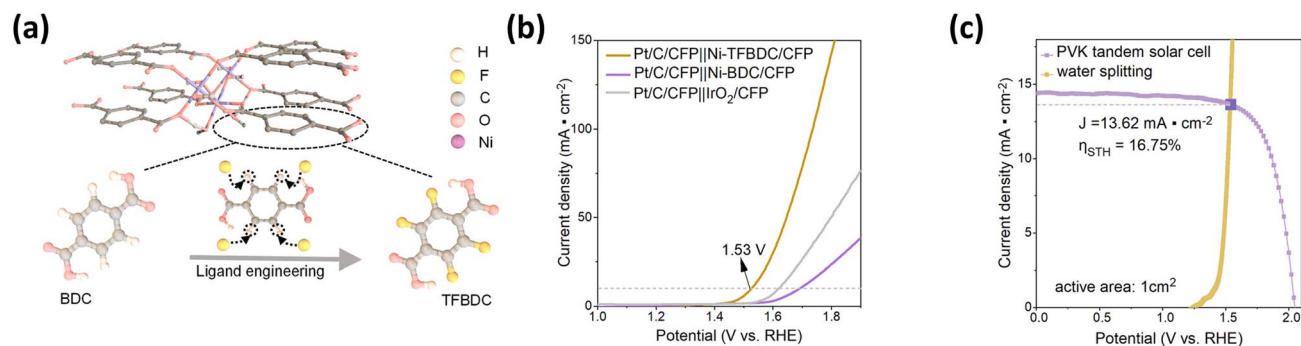 (a)
H
F
C
O
Ni
BDC
Ligand engineering
TFBDC
(b)
Current density (mA ▪ cm⁻²)
150
100
50
25
0
Pt/C/CFP||Ni-TFBDC/CFP
Pt/C/CFP||Ni-BDC/CFP
Pt/C/CFP||IrO₂/CFP
1.53 V
1.0
1.2
1.4
1.6
1.8
Potential (V vs. RHE)
(c)
Current density (mA ▪ cm⁻²)
15
10
5
0
PVK tandem solar cell
water splitting
J =13.62 mA ▪ cm⁻²
ηSTH = 16.75%
active area: 1cm²
0.0
0.5
1.0
1.5
2.0
Potential (V vs. RHE)